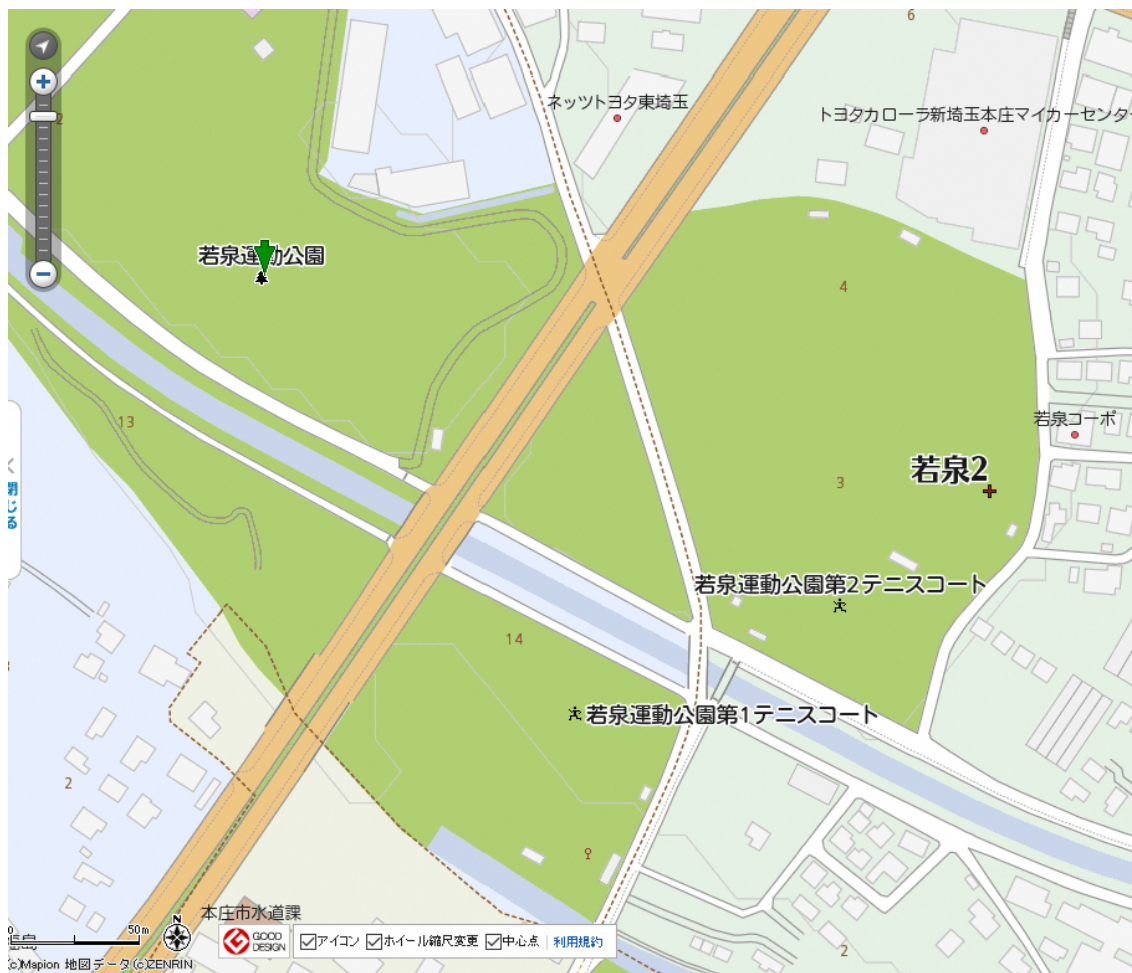 6
ネッツトヨタ東埼玉
トヨタカローラ新埼玉本庄マイカーセンター
2
若泉運動公園
4
13
若泉コーポ
若泉2
3
閉じる
若泉運動公園第2テニスコート
14
若泉運動公園第1テニスコート
2
本庄市水道課
N
50m
GOOD DESIGN
アイコン ホイール縮尺変更 中心点 利用規約
2
(c)Mapion 地図データ(c)ZENRIN